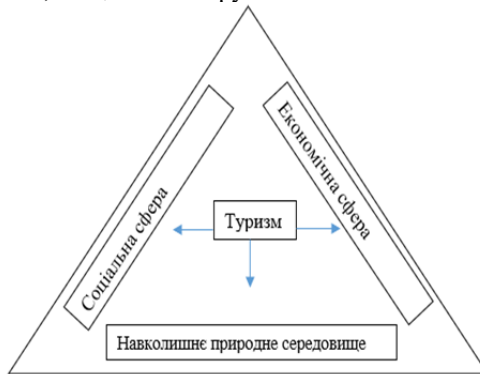 Соціальна сфера
Економічна сфера
Туризм
Навколишнє природне середовище